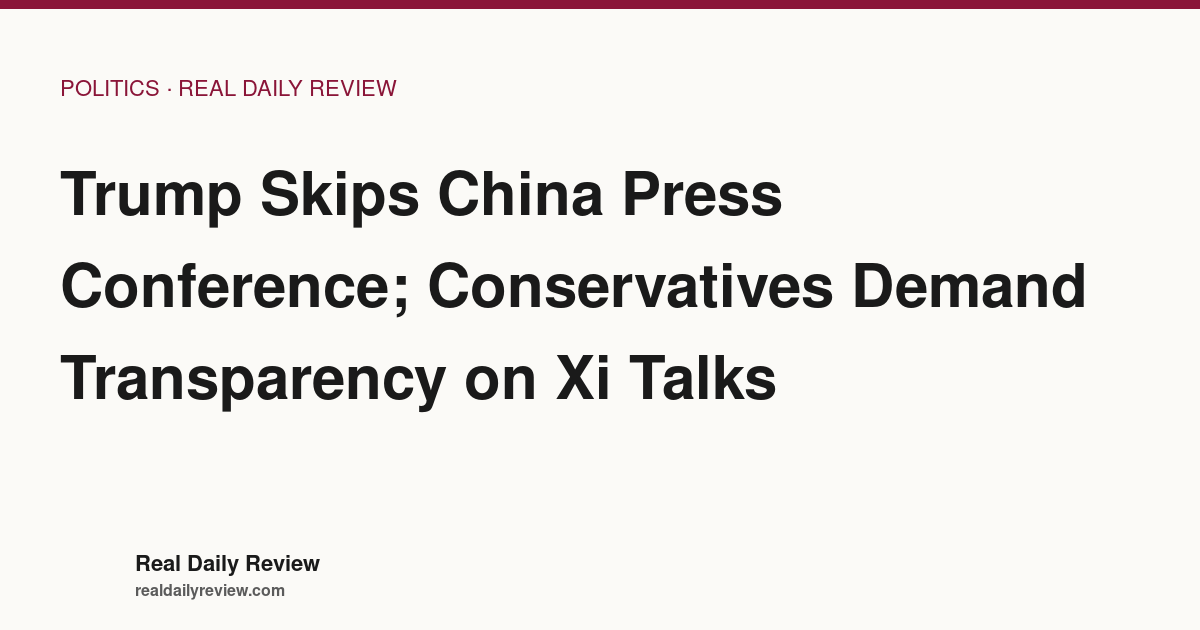 POLITICS · REAL DAILY REVIEW
Trump Skips China Press
Conference; Conservatives Demand
Transparency on Xi Talks
Real Daily Review
realdailyreview.com